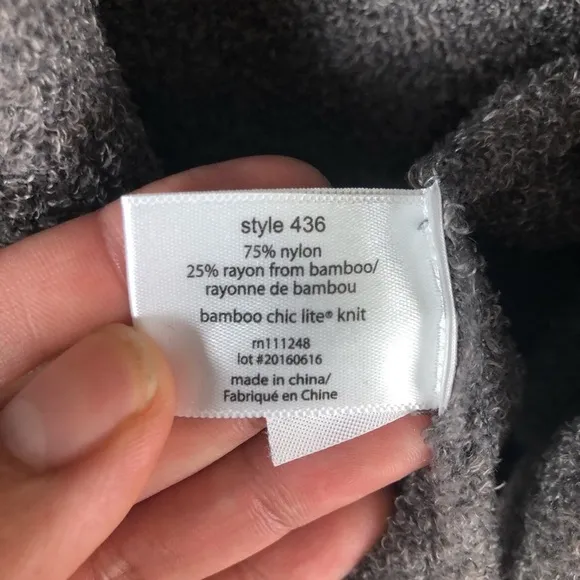 style 436
75% nylon
25% rayon from bamboo/
rayonne de bambou
bamboo chic lite® knit
rn111248
lot #20160616
made in china/
Fabriqué en Chine